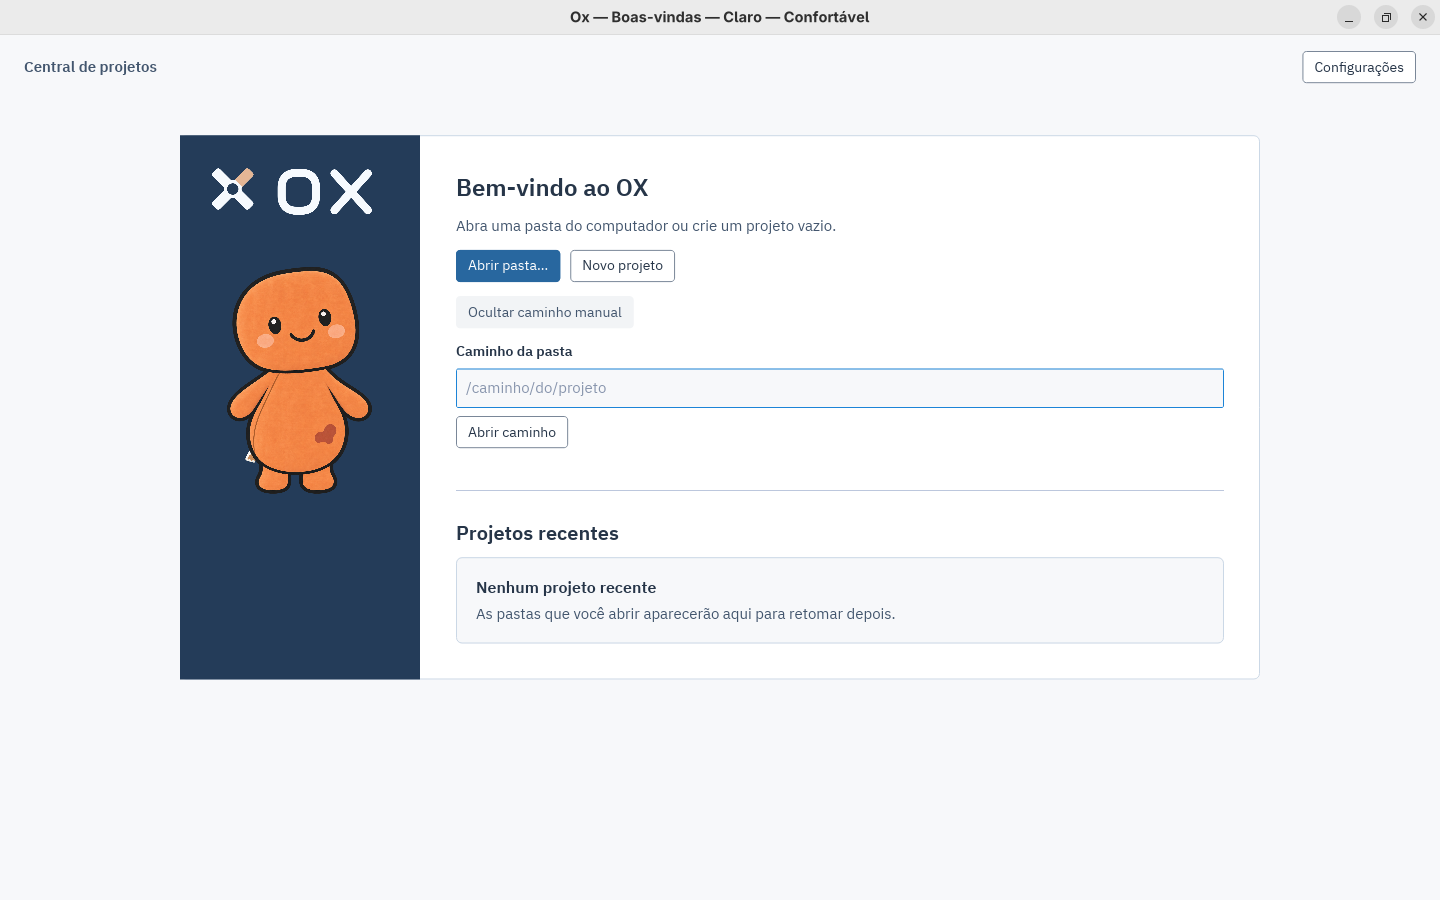 Ox — Boas-vindas — Claro — Confortável
Central de projetos
Configurações
OX
Bem-vindo ao OX
Abra uma pasta do computador ou crie um projeto vazio.
Abrir pasta...
Novo projeto
Ocultar caminho manual
Caminho da pasta
/caminho/do/projeto
Abrir caminho
Projetos recentes
Nenhum projeto recente
As pastas que você abrir aparecerão aqui para retomar depois.